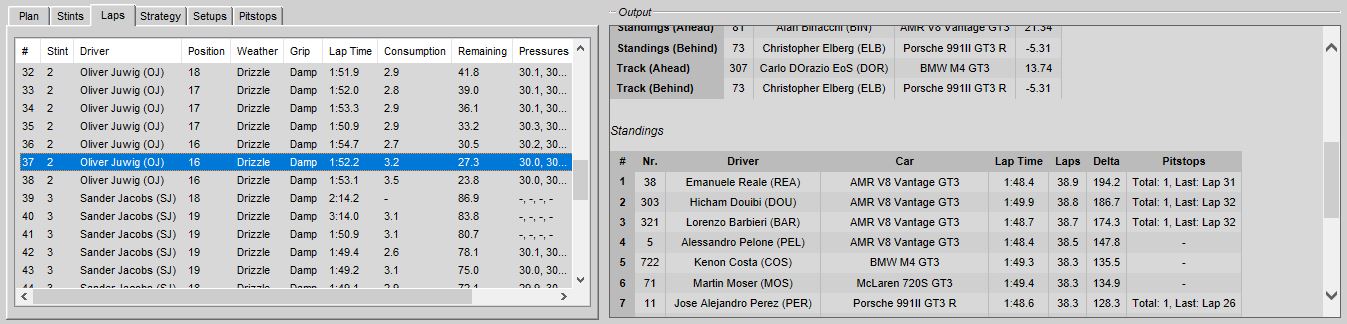 Plan Stints Laps Strategy Setups Pitstops
# Stint Driver Position Weather Grip Lap Time Consumption Remaining Pressures
32 2 Oliver Juwig (OJ) 18 Drizzle Damp 1:51.9 2.9 41.8 30.1, 30...
33 2 Oliver Juwig (OJ) 17 Drizzle Damp 1:52.0 2.8 39.0 30.1, 30...
34 2 Oliver Juwig (OJ) 17 Drizzle Damp 1:53.3 2.9 36.1 30.1, 30...
35 2 Oliver Juwig (OJ) 17 Drizzle Damp 1:50.9 2.9 33.2 30.3, 30...
36 2 Oliver Juwig (OJ) 16 Drizzle Damp 1:54.7 2.7 30.5 30.2, 30...
37 2 Oliver Juwig (OJ) 16 Drizzle Damp 1:52.2 3.2 27.3 30.0, 30...
38 2 Oliver Juwig (OJ) 16 Drizzle Damp 1:53.1 3.5 23.8 30.0, 30...
39 3 Sander Jacobs (SJ) 18 Drizzle Damp 2:14.2 - 86.9 -, -, -, -
40 3 Sander Jacobs (SJ) 19 Drizzle Damp 3:14.0 3.1 83.8 -, -, -, -
41 3 Sander Jacobs (SJ) 19 Drizzle Damp 1:50.9 3.1 80.7 -, -, -, -
42 3 Sander Jacobs (SJ) 19 Drizzle Damp 1:49.4 2.6 78.1 30.1, 30...
43 3 Sander Jacobs (SJ) 19 Drizzle Damp 1:49.2 3.1 75.0 30.0, 30...
44 3 Sander Jacobs (SJ) 19 Drizzle Damp 1:49.1 2.9 72.1 29.9, 30...
Output
Standings (Ahead) 81 Alan Binacchi (BIN) AMR V8 Vantage GT3 21.34
Standings (Behind) 73 Christopher Elberg (ELB) Porsche 991II GT3 R -5.31
Track (Ahead) 307 Carlo DOrazio EoS (DOR) BMW M4 GT3 13.74
Track (Behind) 73 Christopher Elberg (ELB) Porsche 991II GT3 R -5.31
Standings
# Nr. Driver Car Lap Time Laps Delta Pitstops
1 38 Emanuele Reale (REA) AMR V8 Vantage GT3 1:48.4 38.9 194.2 Total: 1, Last: Lap 31
2 303 Hicham Douibi (DOU) AMR V8 Vantage GT3 1:49.9 38.8 186.7 Total: 1, Last: Lap 32
3 321 Lorenzo Barbieri (BAR) AMR V8 Vantage GT3 1:48.7 38.7 174.3 Total: 1, Last: Lap 32
4 5 Alessandro Pelone (PEL) AMR V8 Vantage GT3 1:48.4 38.5 147.8 -
5 722 Kenon Costa (COS) BMW M4 GT3 1:49.3 38.3 135.5 -
6 71 Martin Moser (MOS) McLaren 720S GT3 1:49.4 38.3 134.9 -
7 11 Jose Alejandro Perez (PER) Porsche 991II GT3 R 1:48.6 38.3 128.3 Total: 1, Last: Lap 26